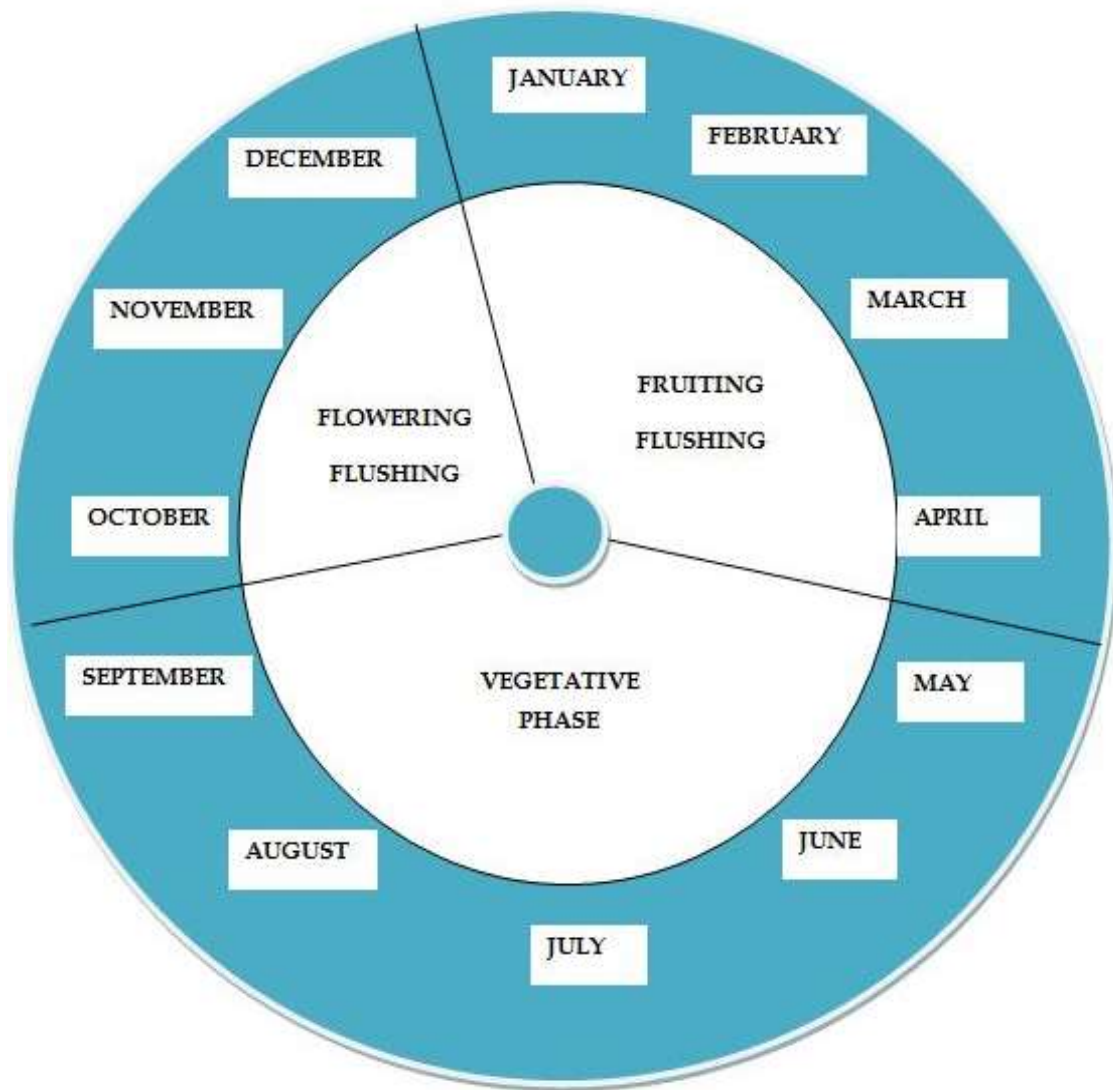 JANUARY
FEBRUARY
MARCH
APRIL
MAY
JUNE
JULY
AUGUST
SEPTEMBER
OCTOBER
NOVEMBER
DECEMBER
FRUITING
FLUSHING
FLOWERING
FLUSHING
VEGETATIVE
PHASE